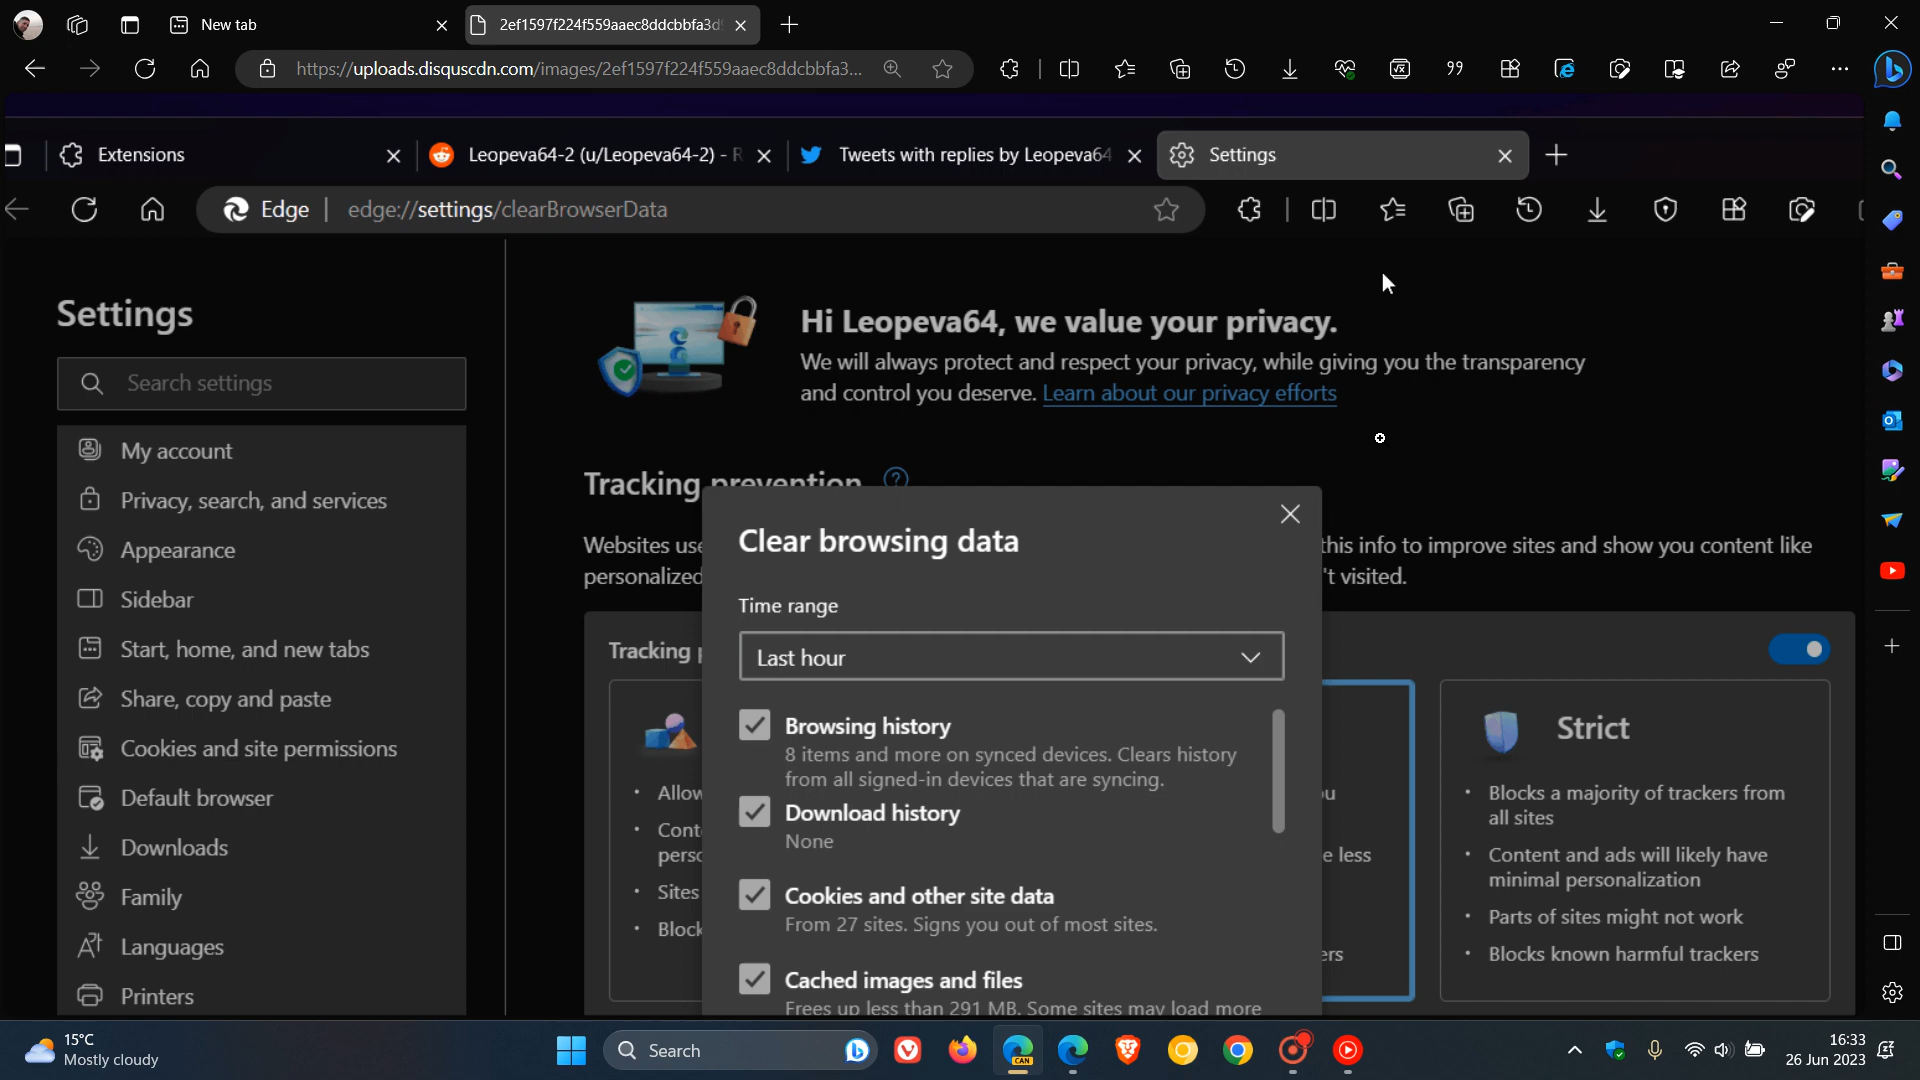 New tab
2ef1597f224f559aaec8ddcbbfa3d
https://uploads.disquscdn.com/images/2ef1597f224f559aaec8ddcbbfa3...
Extensions
Leopeva64-2 (u/Leopeva64-2) - R
Tweets with replies by Leopeva64
Settings
Edge
edge://settings/clearBrowserData
Settings
Search settings
My account
Privacy, search, and services
Appearance
Sidebar
Start, home, and new tabs
Share, copy and paste
Cookies and site permissions
Default browser
Downloads
Family
Languages
Printers
Hi Leopeva64, we value your privacy.
We will always protect and respect your privacy, while giving you the transparency
and control you deserve. Learn about our privacy efforts
Tracking prevention
Websites use
this info to improve sites and show you content like
personalized
't visited.
Tracking p
Allow
Cont
perso
Sites
Block
u
e less
ers
Strict
• Blocks a majority of trackers from
all sites
• Content and ads will likely have
minimal personalization
• Parts of sites might not work
• Blocks known harmful trackers
Clear browsing data
Time range
Last hour
Browsing history
8 items and more on synced devices. Clears history
from all signed-in devices that are syncing.
Download history
None
Cookies and other site data
From 27 sites. Signs you out of most sites.
Cached images and files
Frees up less than 291 MB. Some sites may load more
15°C
Mostly cloudy
Search
CAN
16:33
26 Jun 2023